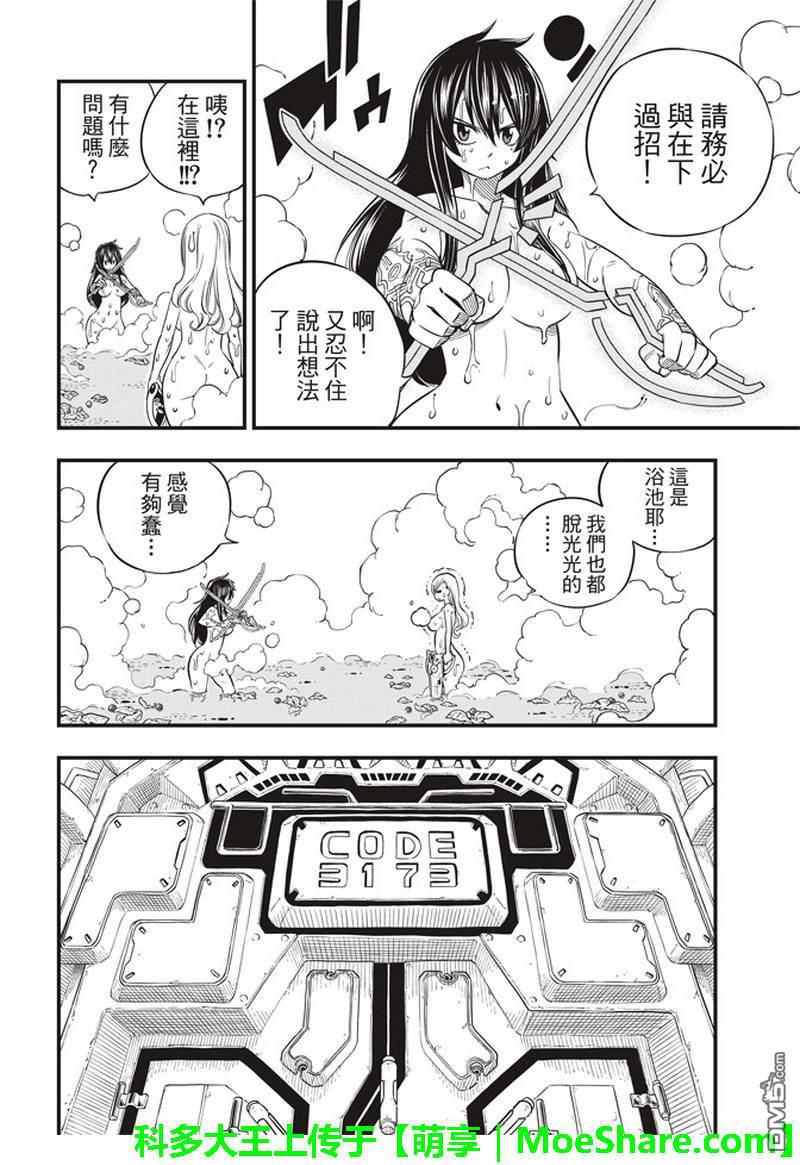 請務必
與在下
過招！
啊！
又忍不住
說出想法
了！
咦!?
在這裡!!?
有什麼
問題嗎？
這是
浴池耶…
我們也都
脫光光的
……
感覺
有夠蠢…
CODE
3173
科多大王上传于【萌享】|MoeShare.com】
DM5.com